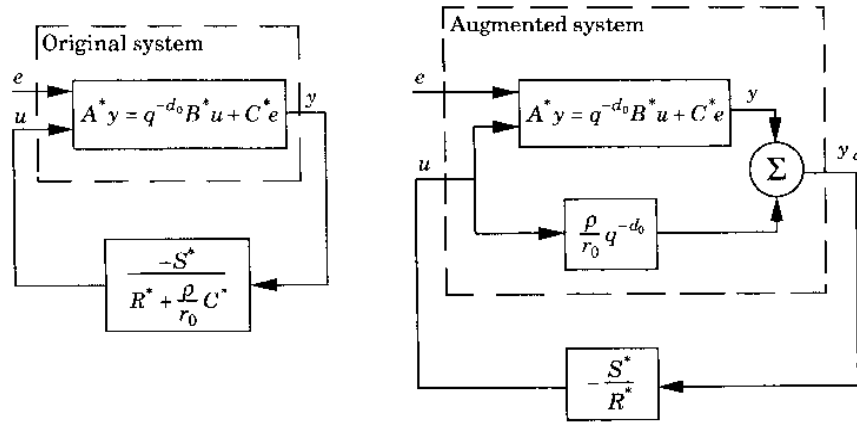 Original system
e
u
A* y = q^{-d_0} B* u + C* e
y
-S*
R* + ρ/r_0 C*
Augmented system
e
u
A* y = q^{-d_0} B* u + C* e
y
Σ
y_a
ρ/r_0 q^{-d_0}
- S*/R*